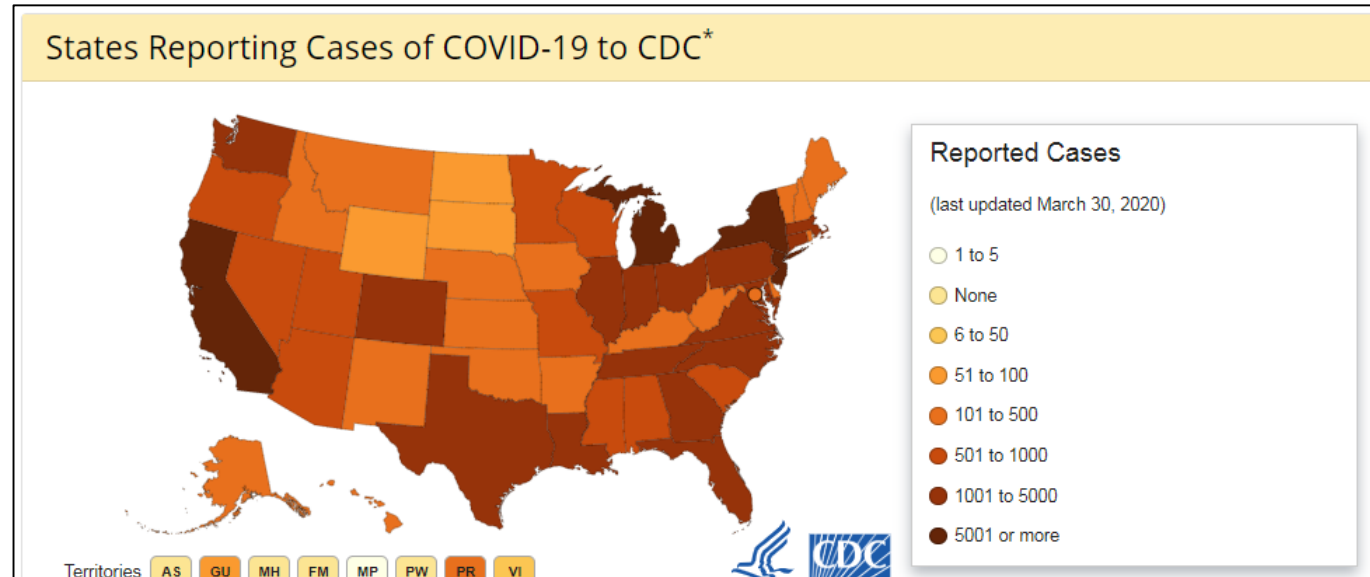 States Reporting Cases of COVID-19 to CDC*
Reported Cases
(last updated March 30, 2020)
1 to 5
None
6 to 50
51 to 100
101 to 500
501 to 1000
1001 to 5000
5001 or more
Territories AS GU MH FM MP PW PR VI
CDC